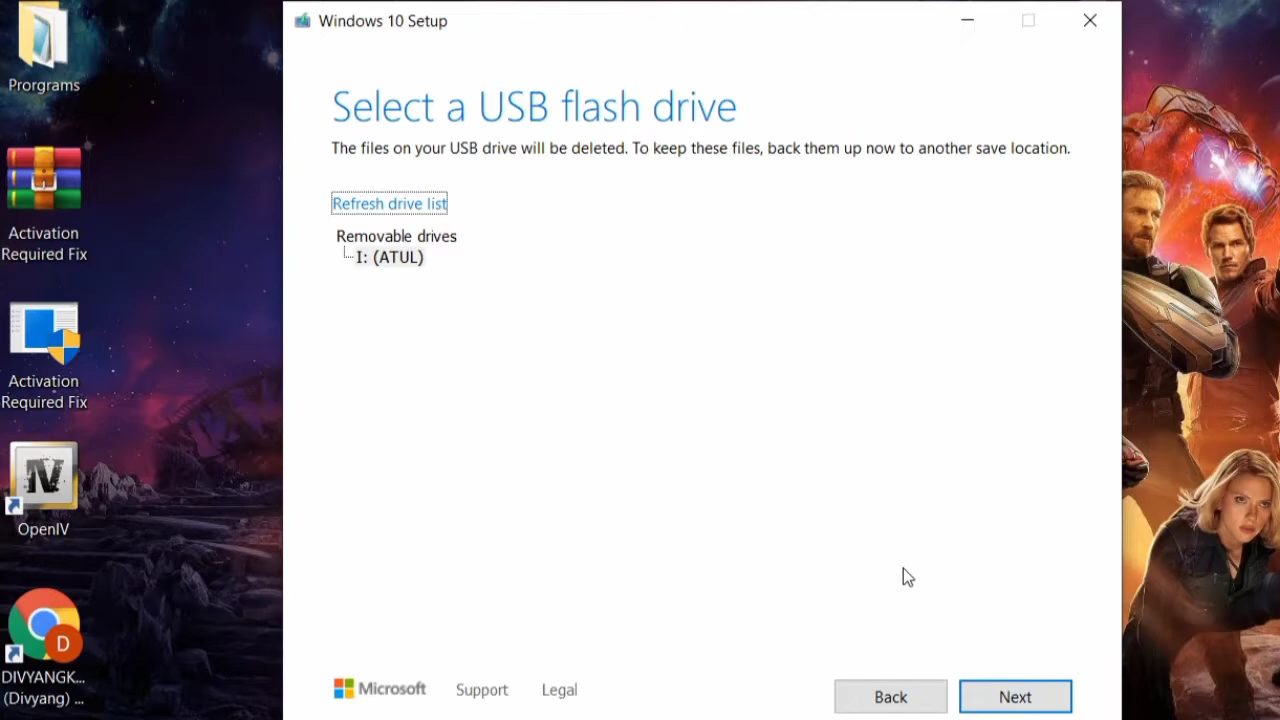 Windows 10 Setup
Select a USB flash drive
The files on your USB drive will be deleted. To keep these files, back them up now to another save location.
Refresh drive list
Removable drives
I: (ATUL)
Microsoft
Support
Legal
Back
Next
Prorgrams
Activation
Required Fix
Activation
Required Fix
IV
OpenIV
D
DIVYANGK...
(Divyang) ...